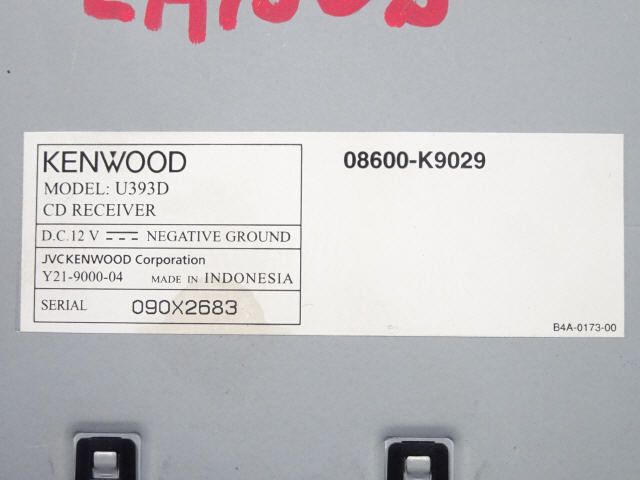 KENWOOD
MODEL: U393D
CD RECEIVER
D.C.12 V NEGATIVE GROUND
JVCKENWOOD Corporation
Y21-9000-04 MADE IN INDONESIA
SERIAL 090X2683
08600-K9029
B4A-0173-00